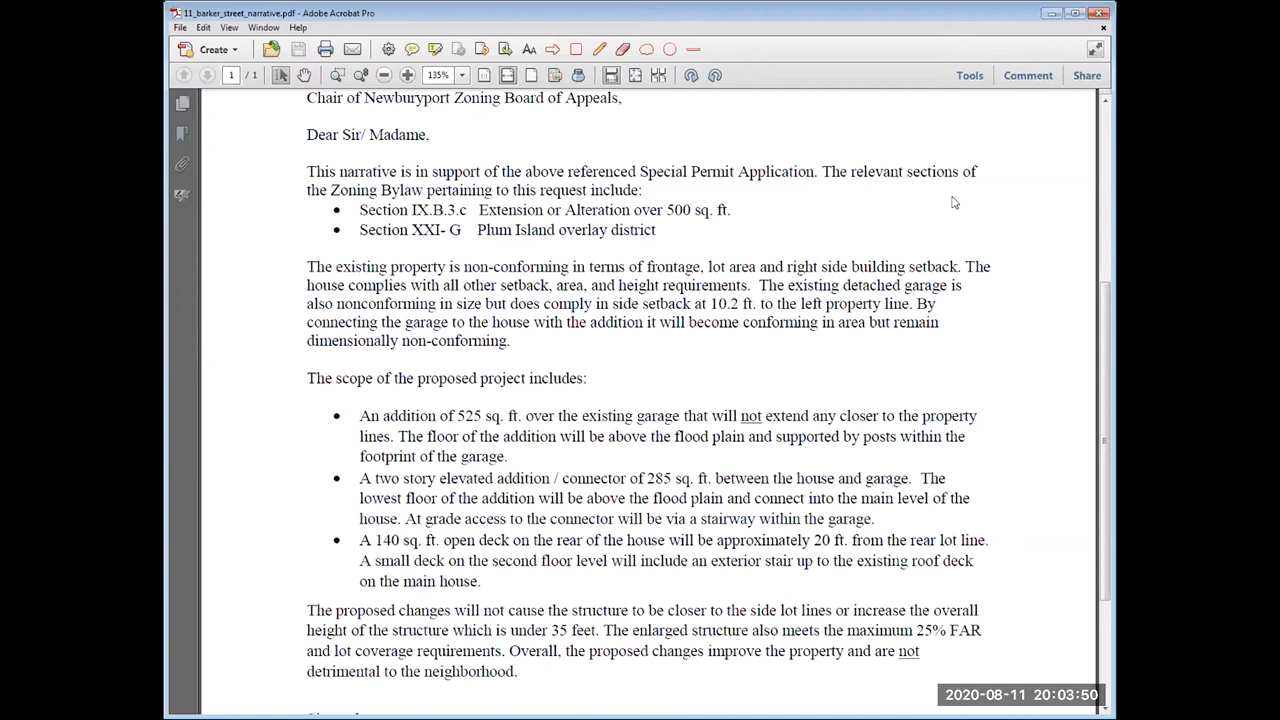 11_barker_street_narrative.pdf - Adobe Acrobat Pro
File Edit View Window Help
Create
1 / 1 135% Tools Comment Share
Chair of Newburyport Zoning Board of Appeals,
Dear Sir/ Madame,
This narrative is in support of the above referenced Special Permit Application. The relevant sections of
the Zoning Bylaw pertaining to this request include:
• Section IX.B.3.c Extension or Alteration over 500 sq. ft.
• Section XXI- G Plum Island overlay district
The existing property is non-conforming in terms of frontage, lot area and right side building setback. The
house complies with all other setback, area, and height requirements. The existing detached garage is
also nonconforming in size but does comply in side setback at 10.2 ft. to the left property line. By
connecting the garage to the house with the addition it will become conforming in area but remain
dimensionally non-conforming.
The scope of the proposed project includes:
• An addition of 525 sq. ft. over the existing garage that will not extend any closer to the property
lines. The floor of the addition will be above the flood plain and supported by posts within the
footprint of the garage.
• A two story elevated addition / connector of 285 sq. ft. between the house and garage. The
lowest floor of the addition will be above the flood plain and connect into the main level of the
house. At grade access to the connector will be via a stairway within the garage.
• A 140 sq. ft. open deck on the rear of the house will be approximately 20 ft. from the rear lot line.
A small deck on the second floor level will include an exterior stair up to the existing roof deck
on the main house.
The proposed changes will not cause the structure to be closer to the side lot lines or increase the overall
height of the structure which is under 35 feet. The enlarged structure also meets the maximum 25% FAR
and lot coverage requirements. Overall, the proposed changes improve the property and are not
detrimental to the neighborhood.
2020-08-11 20:03:50